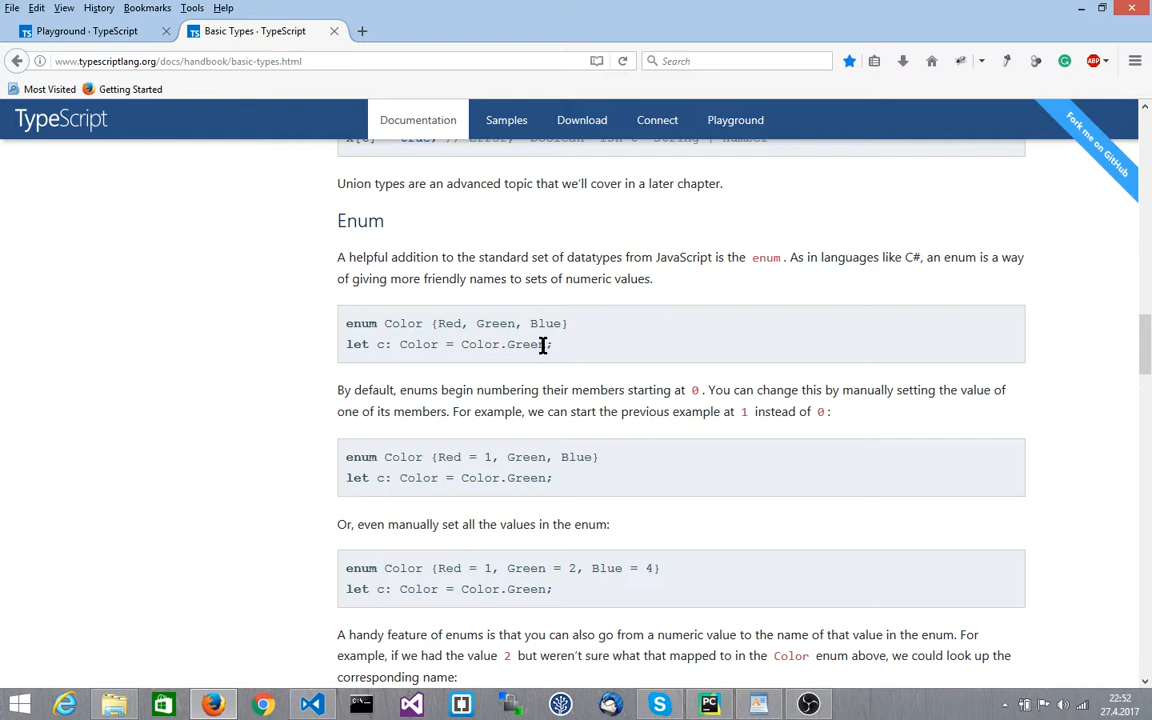 File Edit View History Bookmarks Tools Help
Playground · TypeScript
Basic Types · TypeScript
www.typescriptlang.org/docs/handbook/basic-types.html
Search
ABP
Most Visited Getting Started
TypeScript
Documentation Samples Download Connect Playground
Fork me on GitHub
x[6] = true; // Error, 'boolean' isn't 'string | number'
Union types are an advanced topic that we'll cover in a later chapter.
Enum
A helpful addition to the standard set of datatypes from JavaScript is the enum. As in languages like C#, an enum is a way
of giving more friendly names to sets of numeric values.
enum Color {Red, Green, Blue}
let c: Color = Color.Green;
By default, enums begin numbering their members starting at 0. You can change this by manually setting the value of
one of its members. For example, we can start the previous example at 1 instead of 0:
enum Color {Red = 1, Green, Blue}
let c: Color = Color.Green;
Or, even manually set all the values in the enum:
enum Color {Red = 1, Green = 2, Blue = 4}
let c: Color = Color.Green;
A handy feature of enums is that you can also go from a numeric value to the name of that value in the enum. For
example, if we had the value 2 but weren't sure what that mapped to in the Color enum above, we could look up the
corresponding name:
22:52
27.4.2017